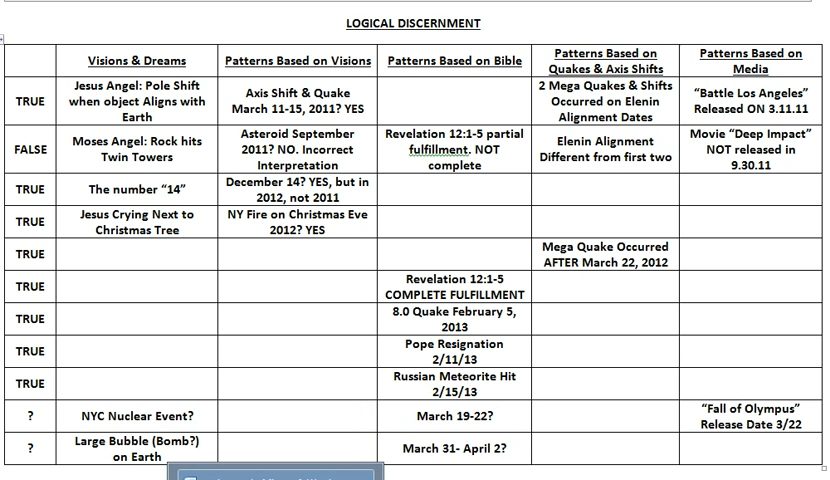 LOGICAL DISCERNMENT
Visions & Dreams
Patterns Based on Visions
Patterns Based on Bible
Patterns Based on
Quakes & Axis Shifts
Patterns Based on
Media
TRUE
Jesus Angel: Pole Shift
when object Aligns with
Earth
Axis Shift & Quake
March 11-15, 2011? YES
2 Mega Quakes & Shifts
Occurred on Elenin
Alignment Dates
“Battle Los Angeles”
Released ON 3.11.11
FALSE
Moses Angel: Rock hits
Twin Towers
Asteroid September
2011? NO. Incorrect
Interpretation
Revelation 12:1-5 partial
fulfillment. NOT
complete
Elenin Alignment
Different from first two
Movie “Deep Impact”
NOT released in
9.30.11
TRUE
The number “14”
December 14? YES, but in
2012, not 2011
TRUE
Jesus Crying Next to
Christmas Tree
NY Fire on Christmas Eve
2012? YES
TRUE
Mega Quake Occurred
AFTER March 22, 2012
TRUE
Revelation 12:1-5
COMPLETE FULFILLMENT
TRUE
8.0 Quake February 5,
2013
TRUE
Pope Resignation
2/11/13
TRUE
Russian Meteorite Hit
2/15/13
?
NYC Nuclear Event?
March 19-22?
“Fall of Olympus”
Release Date 3/22
?
Large Bubble (Bomb?)
on Earth
March 31- April 2?